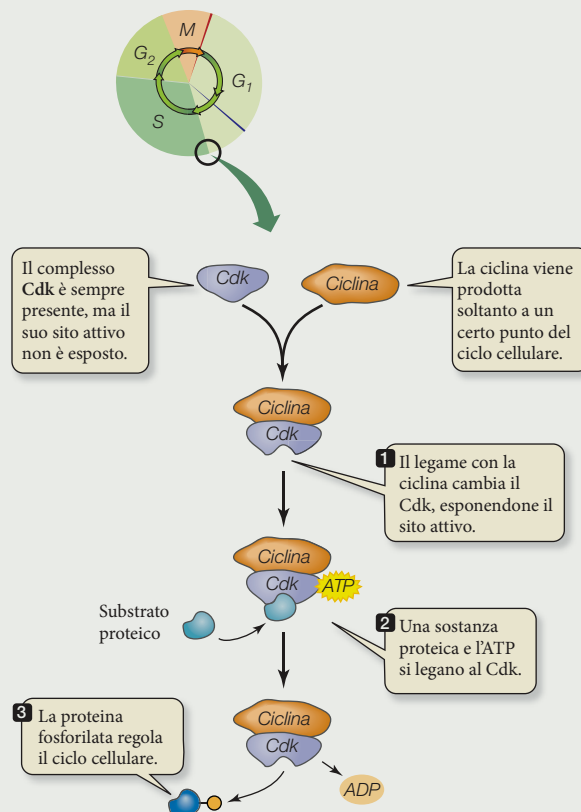 M
G2
G1
S
Il complesso
Cdk è sempre
presente, ma il
suo sito attivo
non è esposto.
Cdk
Ciclina
La ciclina viene
prodotta
soltanto a un
certo punto del
ciclo cellulare.
Ciclina
Cdk
1 Il legame con la
ciclina cambia il
Cdk, esponendone il
sito attivo.
Ciclina
Cdk
ATP
Substrato
proteico
2 Una sostanza
proteica e l'ATP
si legano al Cdk.
3 La proteina
fosforilata regola
il ciclo cellulare.
Ciclina
Cdk
ADP